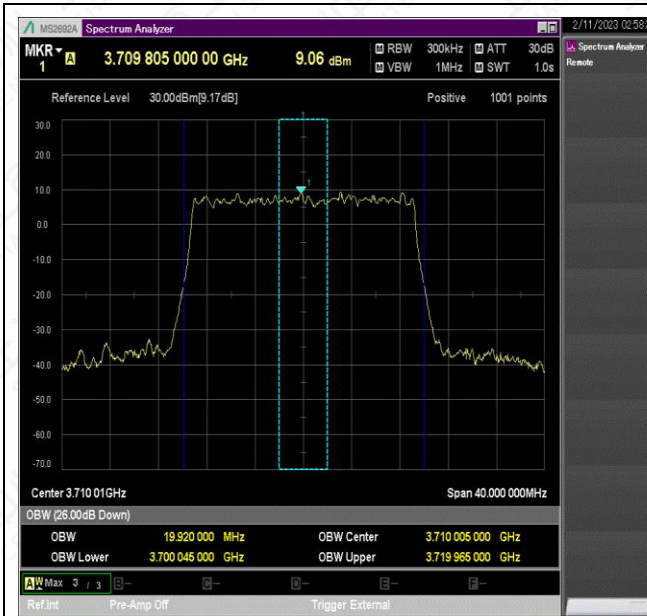 MS2692A Spectrum Analyzer
2/11/2023 02:58:
MKR 1 A 3.709 805 000 00 GHz 9.06 dBm
M RBW 300kHz M ATT 30dB
M VBW 1MHz M SWT 1.0s
Spectrum Analyzer
Remote
Reference Level 30.00dBm[9.17dB] Positive 1001 points
30.0
20.0
10.0
0.0
-10.0
-20.0
-30.0
-40.0
-50.0
-60.0
-70.0
1
1
Center 3.710 01GHz Span 40.000 000MHz
OBW (26.00dB Down)
OBW 19.920 000 MHz OBW Center 3.710 005 000 GHz
OBW Lower 3.700 045 000 GHz OBW Upper 3.719 965 000 GHz
A W Max 3 / 3 B- C- D- E- F-
Ref.Int Pre-Amp Off Trigger External